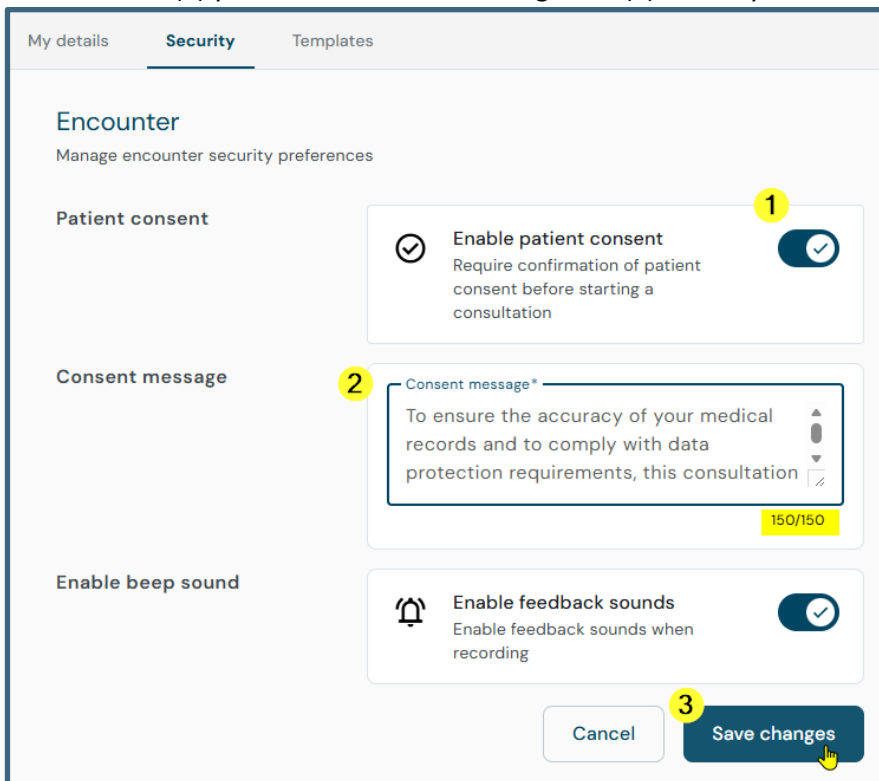 My details Security Templates
Encounter
Manage encounter security preferences
Patient consent
1
Enable patient consent
Require confirmation of patient
consent before starting a
consultation
Consent message
2
Consent message*
To ensure the accuracy of your medical
records and to comply with data
protection requirements, this consultation
150/150
Enable beep sound
Enable feedback sounds
Enable feedback sounds when
recording
3
Cancel Save changes